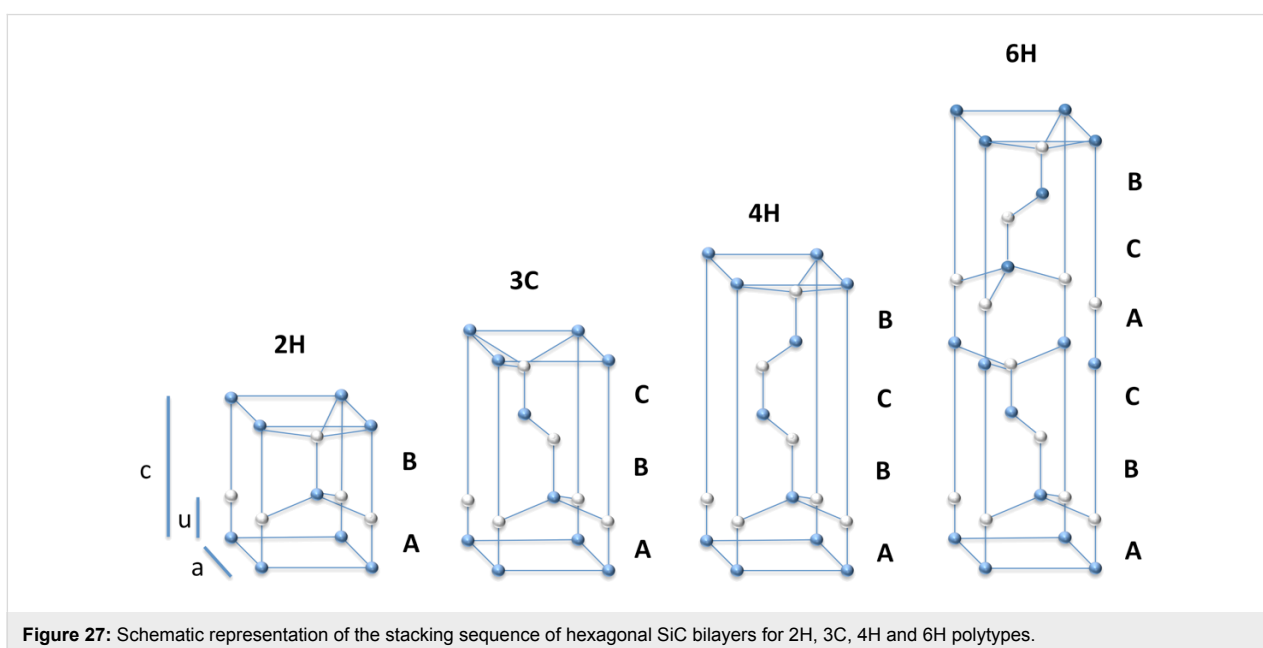 6H
4H
3C
2H
B
C
A
C
B
A
B
C
B
A
C
B
A
B
A
c
u
a
Figure 27: Schematic representation of the stacking sequence of hexagonal SiC bilayers for 2H, 3C, 4H and 6H polytypes.